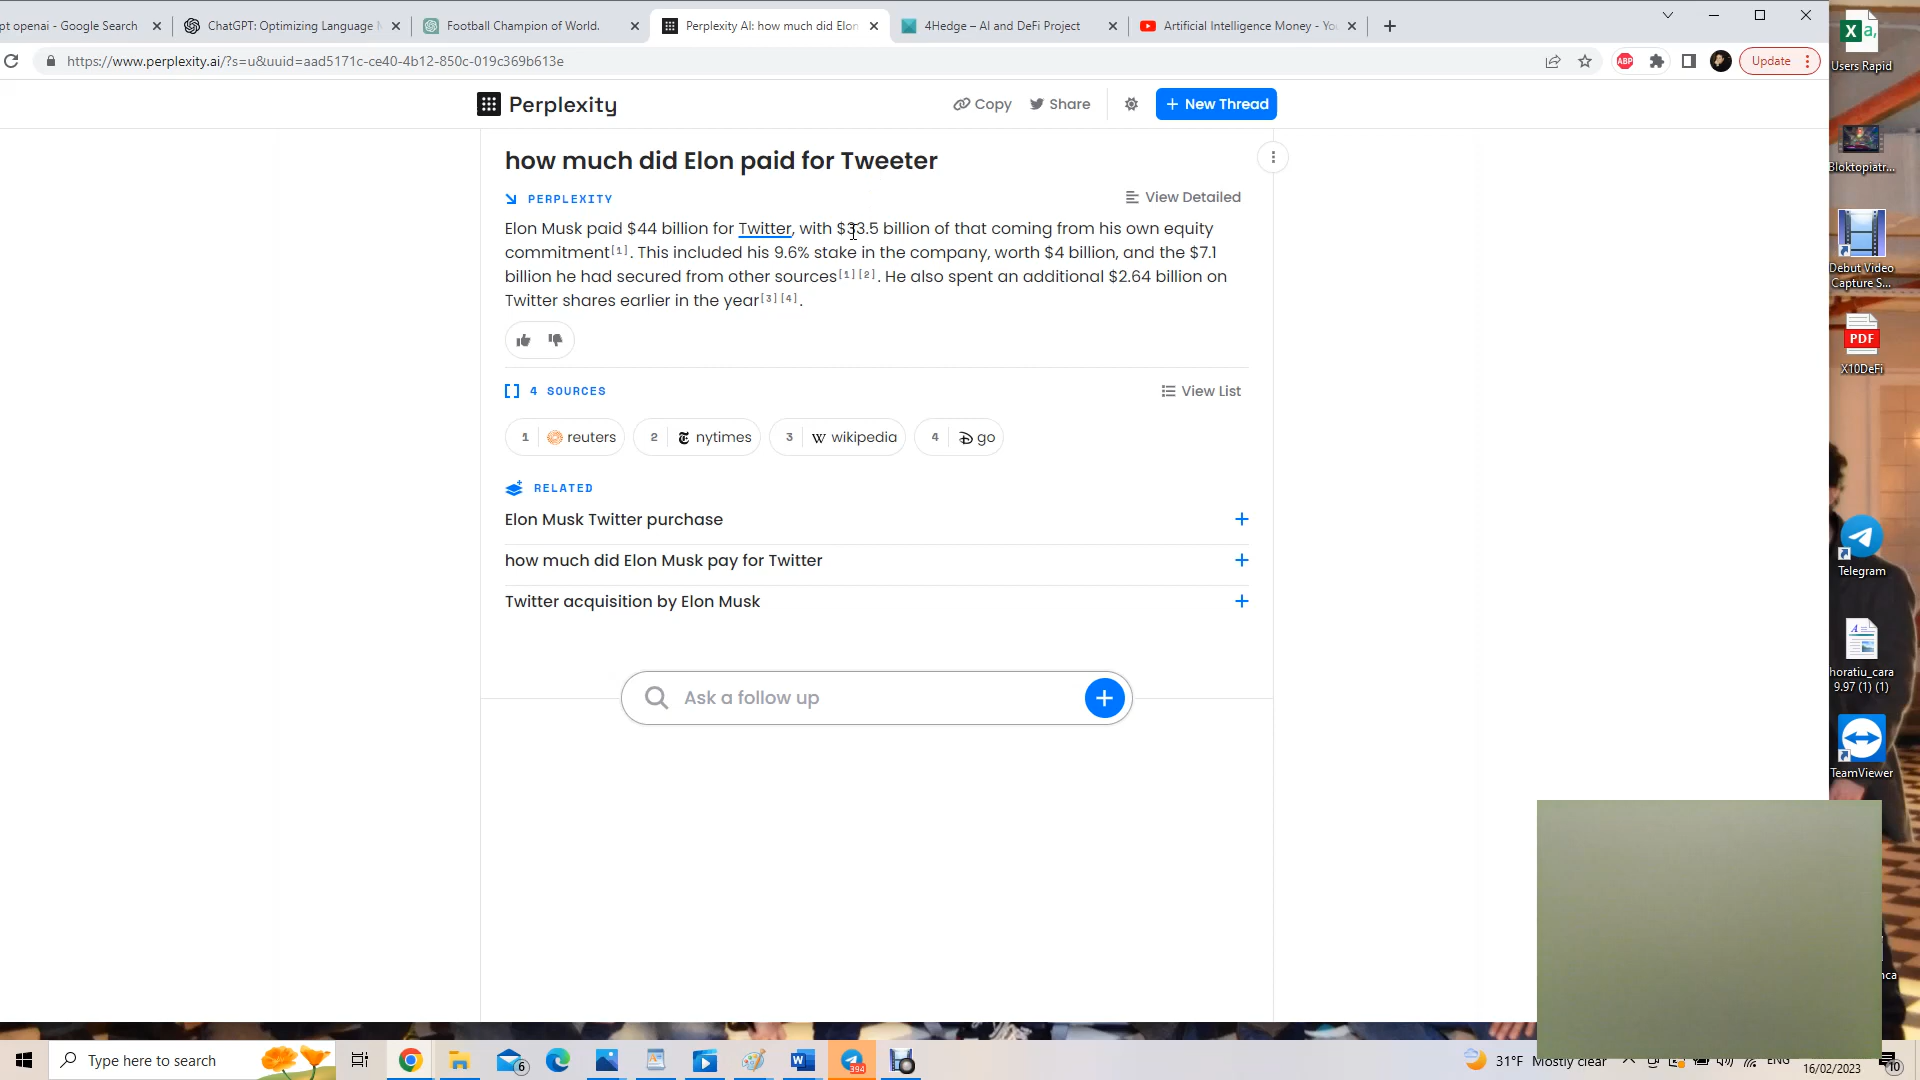 pt openai - Google Search
ChatGPT: Optimizing Language
Football Champion of World.
Perplexity AI: how much did Elon
4Hedge – AI and DeFi Project
Artificial Intelligence Money - You
https://www.perplexity.ai/?s=u&uuid=aad5171c-ce40-4b12-850c-019c369b613e
ABP
Update
Perplexity
Copy
Share
New Thread
how much did Elon paid for Tweeter
PERPLEXITY
View Detailed
Elon Musk paid $44 billion for Twitter, with $33.5 billion of that coming from his own equity
commitment[1]. This included his 9.6% stake in the company, worth $4 billion, and the $7.1
billion he had secured from other sources[1][2]. He also spent an additional $2.64 billion on
Twitter shares earlier in the year[3][4].
4 SOURCES
View List
1 reuters
2 nytimes
3 wikipedia
4 go
RELATED
Elon Musk Twitter purchase
how much did Elon Musk pay for Twitter
Twitter acquisition by Elon Musk
Ask a follow up
Users Rapid
Bloktopiatr...
Debut Video
Capture S...
PDF
X10DeFi
Telegram
horatiu_cara
9.97 (1) (1)
TeamViewer
nca
Type here to search
6
394
31°F Mostly clear
ENG
16/02/2023
10